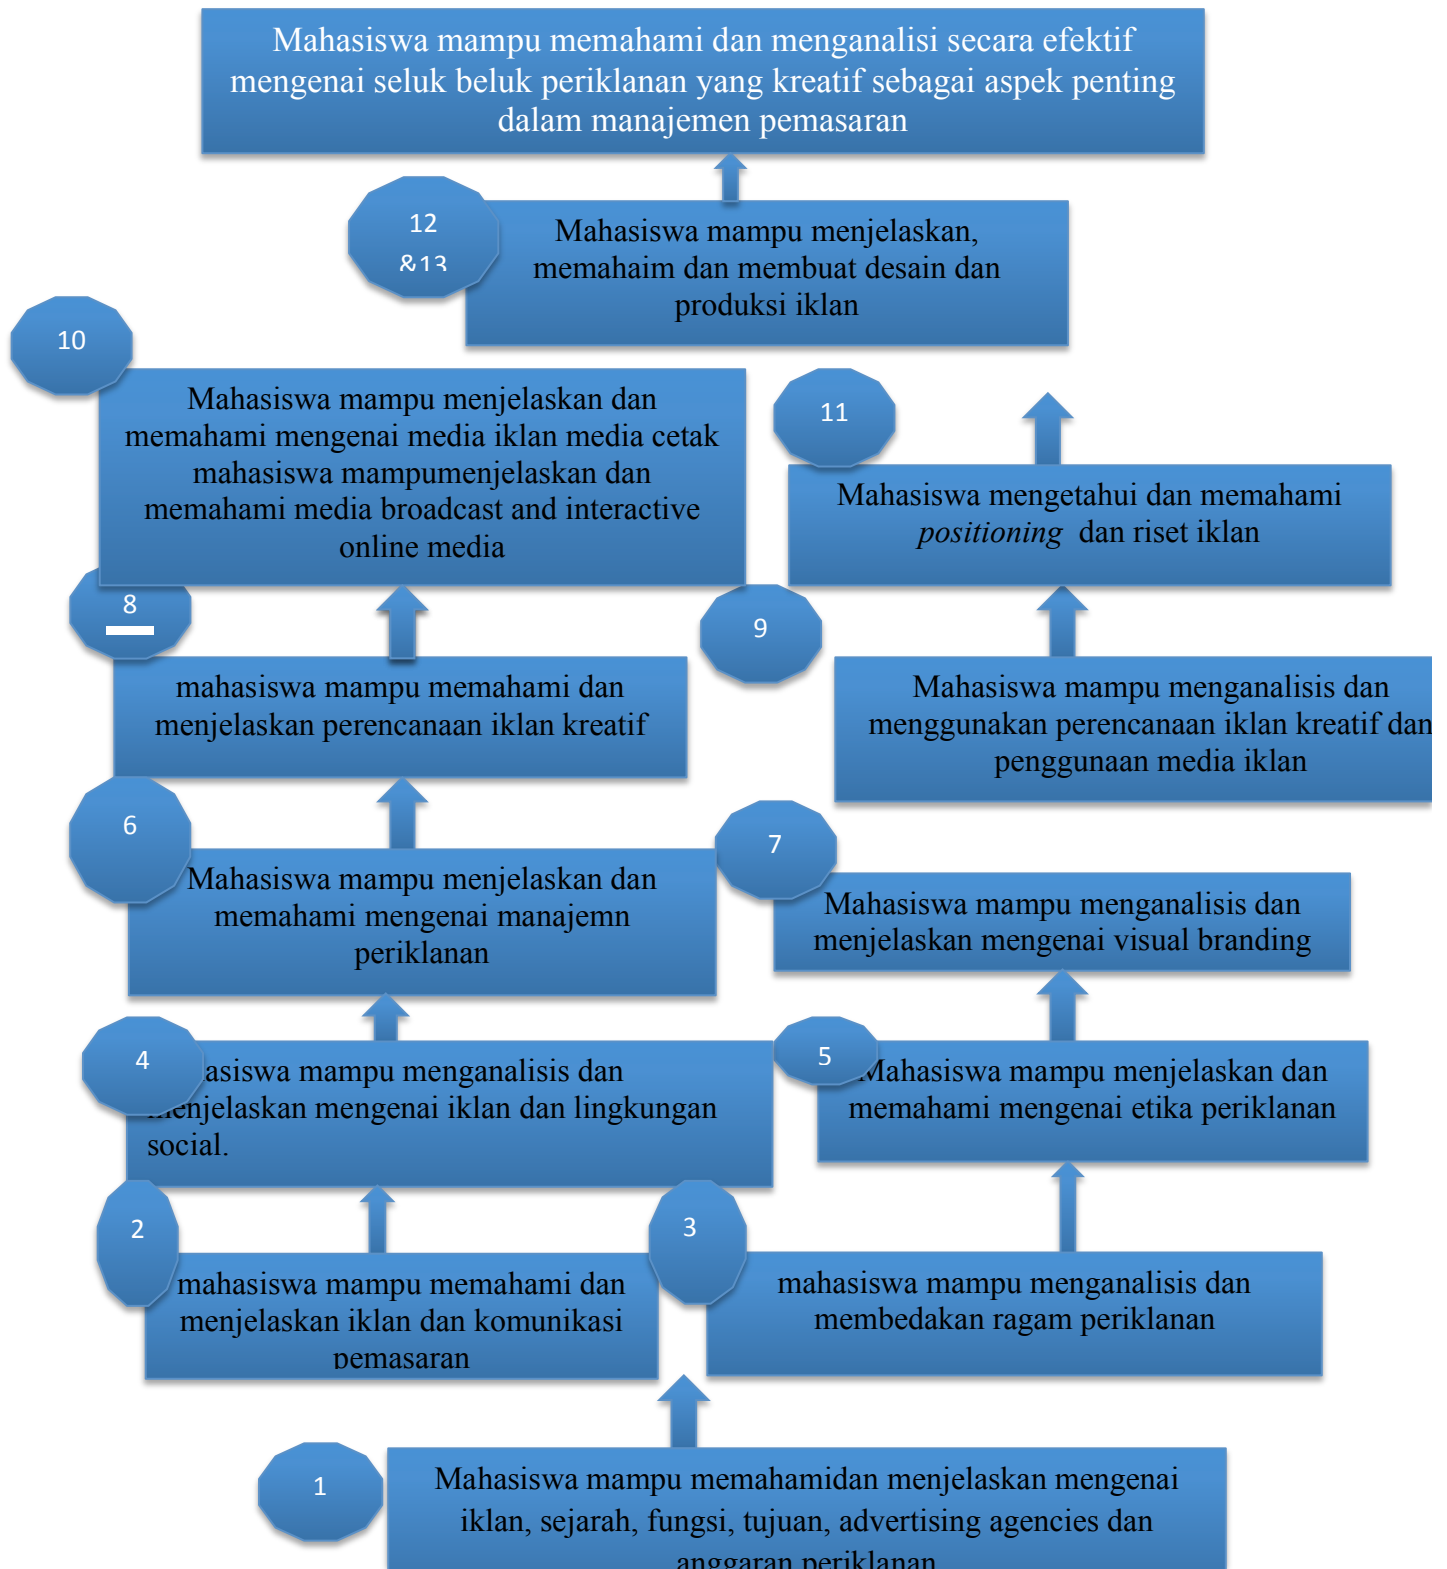 Mahasiswa mampu memahami dan menganalisi secara efektif
mengenai seluk beluk periklanan yang kreatif sebagai aspek penting
dalam manajemen pemasaran
12
&13
Mahasiswa mampu menjelaskan,
memahaim dan membuat desain dan
produksi iklan
10
Mahasiswa mampu menjelaskan dan
memahami mengenai media iklan media cetak
mahasiswa mampumenjelaskan dan
memahami media broadcast and interactive
online media
11
Mahasiswa mengetahui dan memahami
positioning dan riset iklan
8
mahasiswa mampu memahami dan
menjelaskan perencanaan iklan kreatif
9
Mahasiswa mampu menganalisis dan
menggunakan perencanaan iklan kreatif dan
penggunaan media iklan
6
Mahasiswa mampu menjelaskan dan
memahami mengenai manajemn
periklanan
7
Mahasiswa mampu menganalisis dan
menjelaskan mengenai visual branding
4
asiswa mampu menganalisis dan
menjelaskan mengenai iklan dan lingkungan
social.
5
Mahasiswa mampu menjelaskan dan
memahami mengenai etika periklanan
2
mahasiswa mampu memahami dan
menjelaskan iklan dan komunikasi
pemasaran
3
mahasiswa mampu menganalisis dan
membedakan ragam periklanan
1
Mahasiswa mampu memahamidan menjelaskan mengenai
iklan, sejarah, fungsi, tujuan, advertising agencies dan
anggaran periklanan